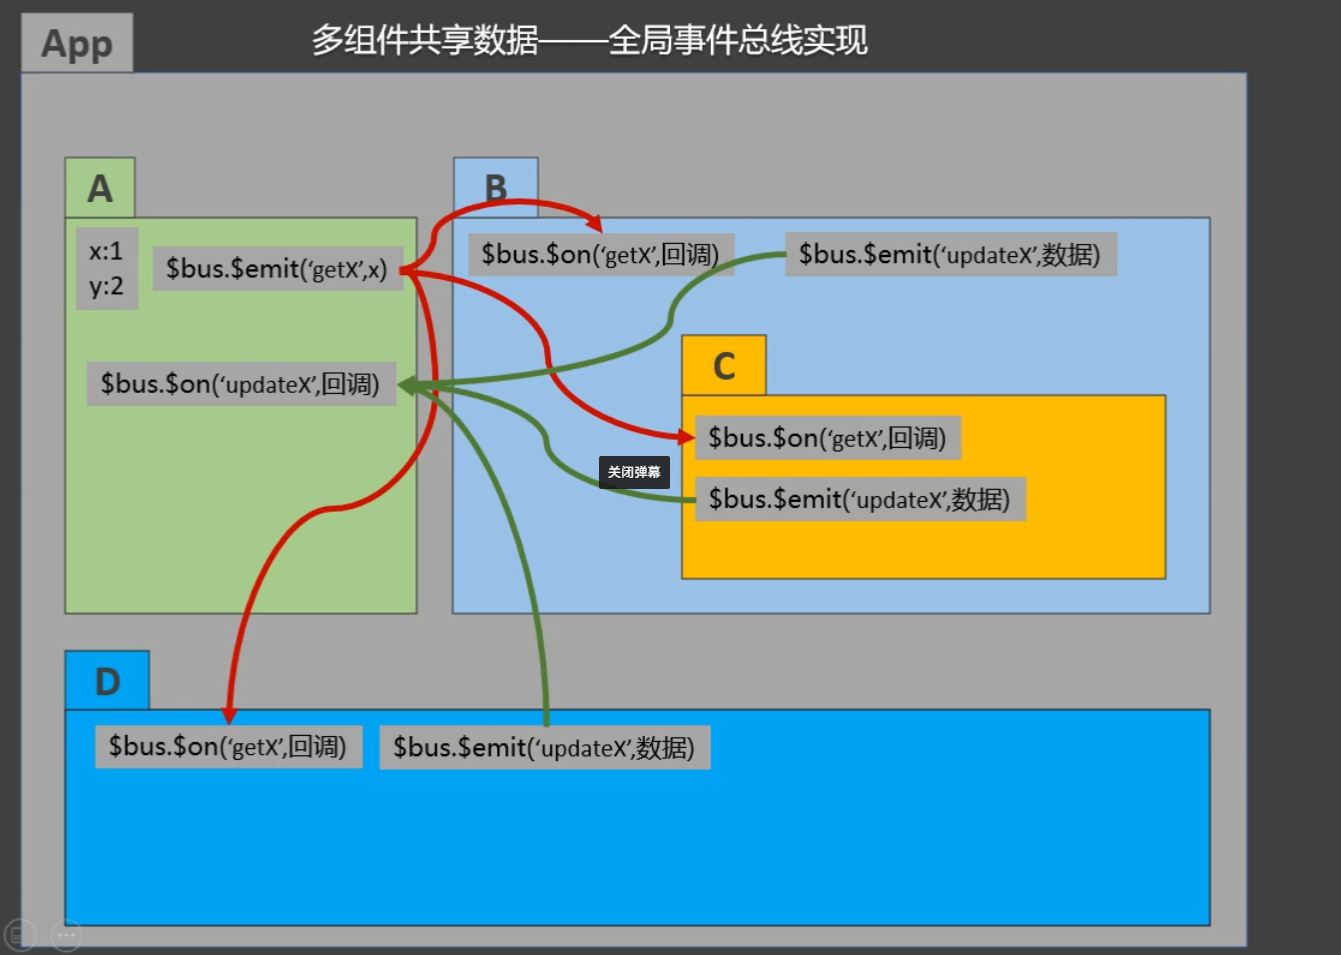 App
多组件共享数据——全局事件总线实现
A
B
x:1
y:2
$bus.$emit(‘getX’,x)
$bus.$on(‘getX’,回调)
$bus.$emit(‘updateX’,数据)
$bus.$on(‘updateX’,回调)
C
$bus.$on(‘getX’,回调)
关闭弹幕
$bus.$emit(‘updateX’,数据)
D
$bus.$on(‘getX’,回调)
$bus.$emit(‘updateX’,数据)